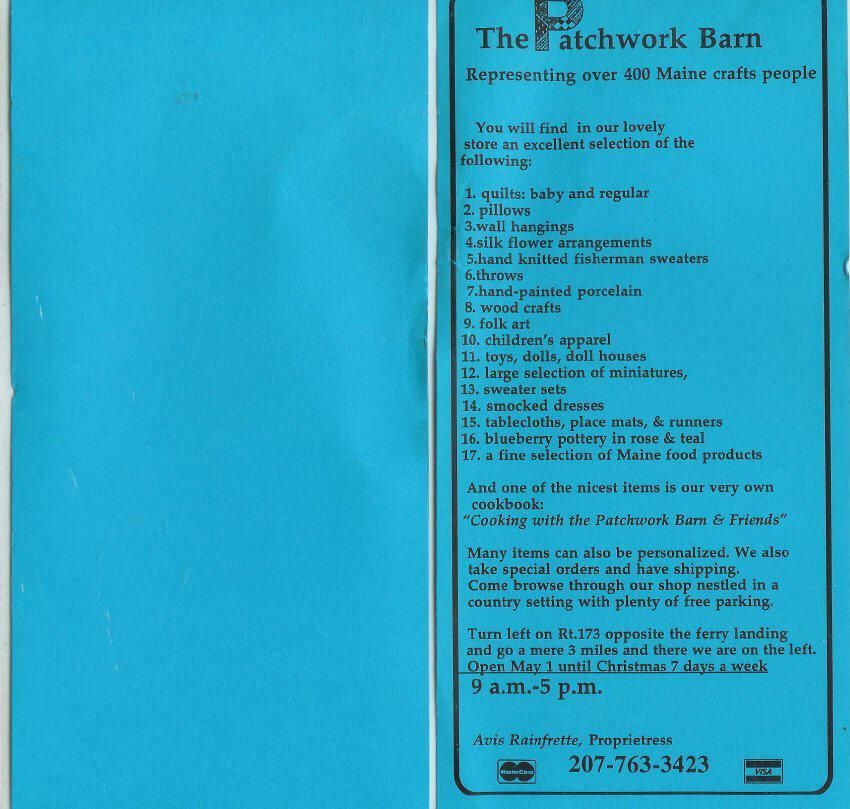 The Patchwork Barn
Representing over 400 Maine crafts people
You will find in our lovely
store an excellent selection of the
following:
1. quilts: baby and regular
2. pillows
3.wall hangings
4.silk flower arrangements
5.hand knitted fisherman sweaters
6.throws
7.hand-painted porcelain
8. wood crafts
9. folk art
10. children's apparel
11. toys, dolls, doll houses
12. large selection of miniatures,
13. sweater sets
14. smocked dresses
15. tablecloths, place mats, & runners
16. blueberry pottery in rose & teal
17. a fine selection of Maine food products
And one of the nicest items is our very own
cookbook:
"Cooking with the Patchwork Barn & Friends"
Many items can also be personalized. We also
take special orders and have shipping.
Come browse through our shop nestled in a
country setting with plenty of free parking.
Turn left on Rt.173 opposite the ferry landing
and go a mere 3 miles and there we are on the left.
Open May 1 until Christmas 7 days a week
9 a.m.-5 p.m.
Avis Rainfrette, Proprietress
MasterCard 207-763-3423 VISA